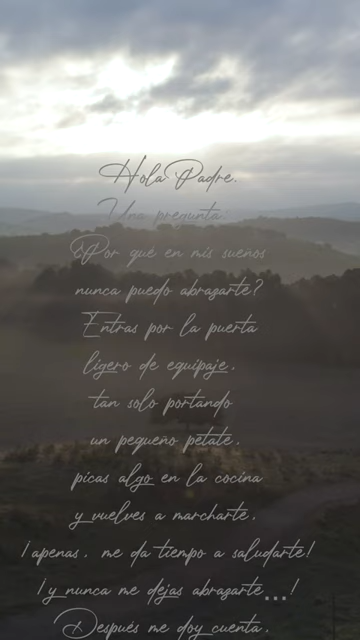 Hola Padre.
Una pregunta:
¿Por qué en mis sueños
nunca puedo abrazarte?
Entras por la puerta
ligero de equipaje,
tan solo portando
un pequeño petate,
picas algo en la cocina
y vuelves a marcharte,
¡apenas, me da tiempo a saludarte!
¡y nunca me dejas abrazarte...!
Después me doy cuenta,